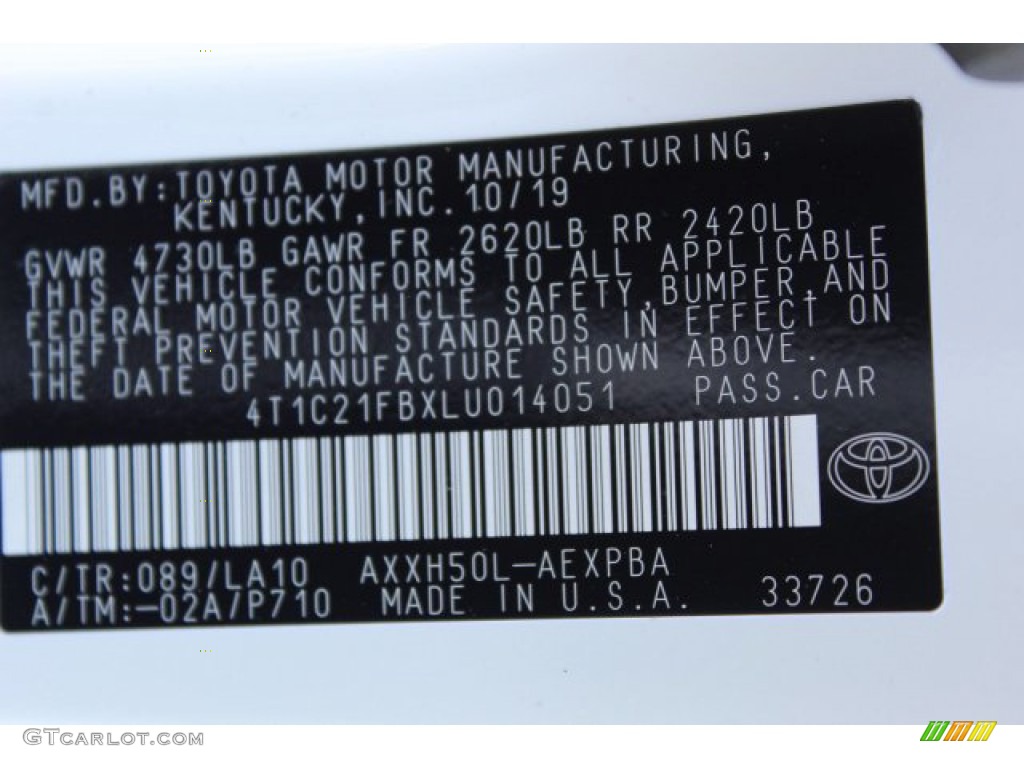 MFD.BY:TOYOTA MOTOR MANUFACTURING,
KENTUCKY,INC.10/19
GVWR 4730LB GAWR FR 2620LB RR 2420LB
THIS VEHICLE CONFORMS TO ALL APPLICABLE
FEDERAL MOTOR VEHICLE SAFETY,BUMPER,AND
THEFT PREVENTION STANDARDS IN EFFECT ON
THE DATE OF MANUFACTURE SHOWN ABOVE.
4T1C21FBXLU014051 PASS.CAR
C/TR:089/LA10 AXXH50L-AEXPBA
A/TM:-02A/P710 MADE IN U.S.A. 33726
GTCARLOT.COM